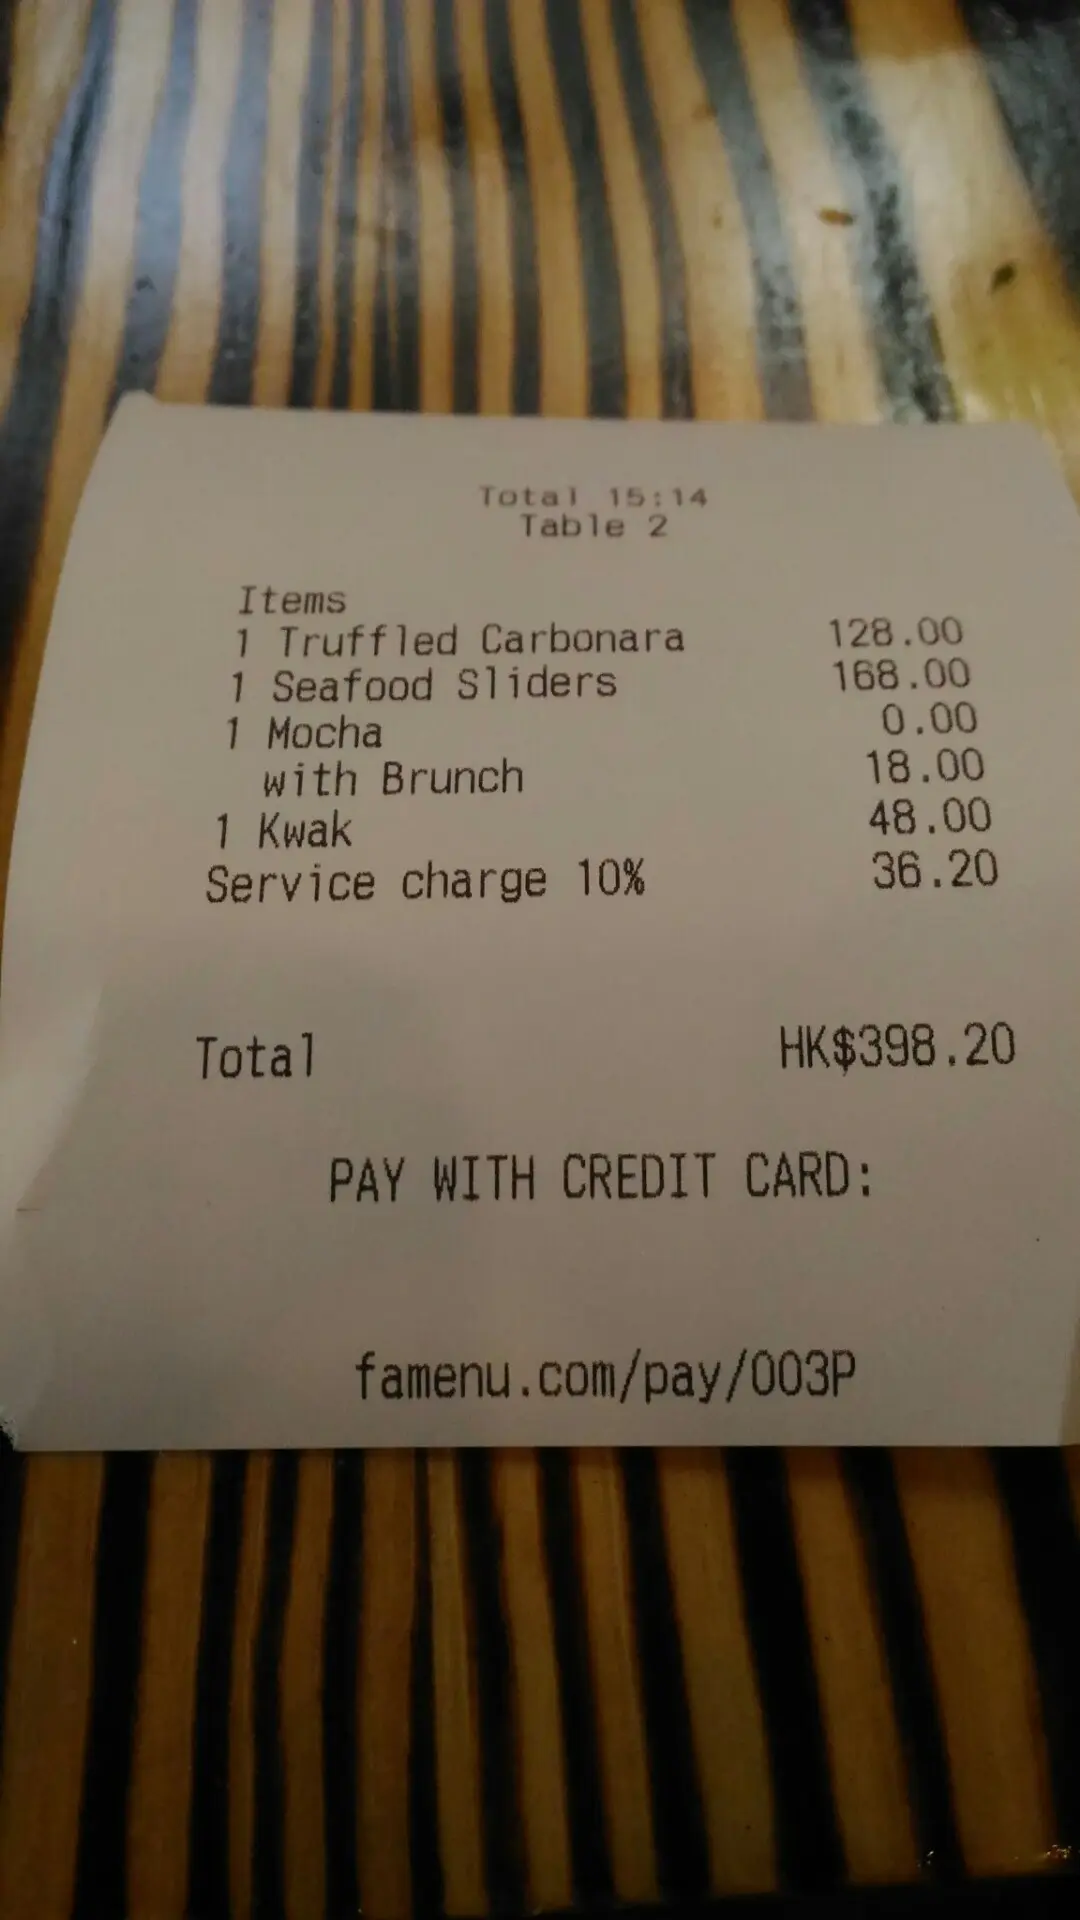 Total 15:14
Table 2
Items
1 Truffled Carbonara 128.00
1 Seafood Sliders 168.00
1 Mocha 0.00
with Brunch 18.00
1 Kwak 48.00
Service charge 10% 36.20
Total HK$398.20
PAY WITH CREDIT CARD:
famenu.com/pay/003P